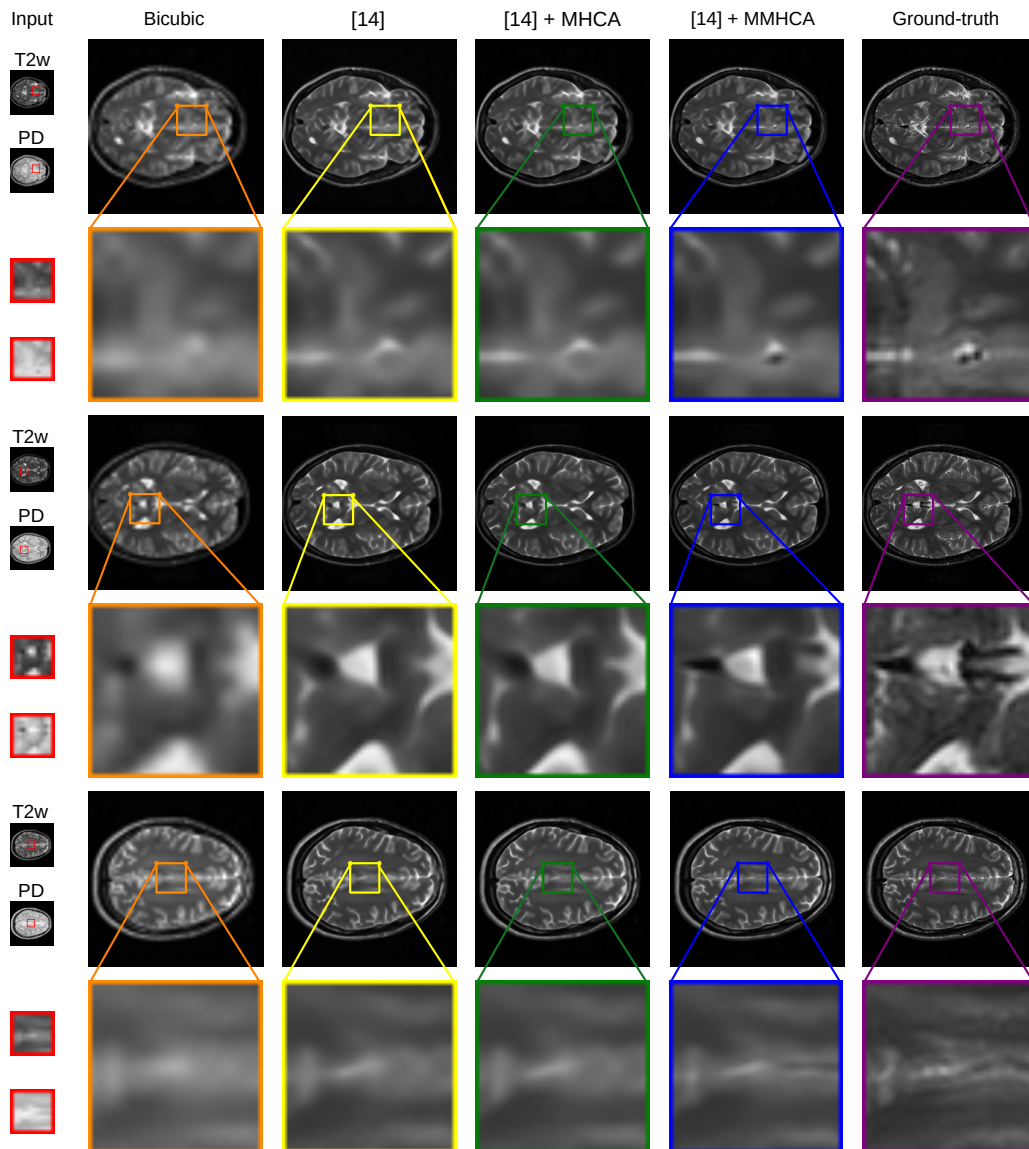 Input Bicubic [14] [14] + MHCA [14] + MMHCA Ground-truth
T2w
PD
T2w
PD
T2w
PD